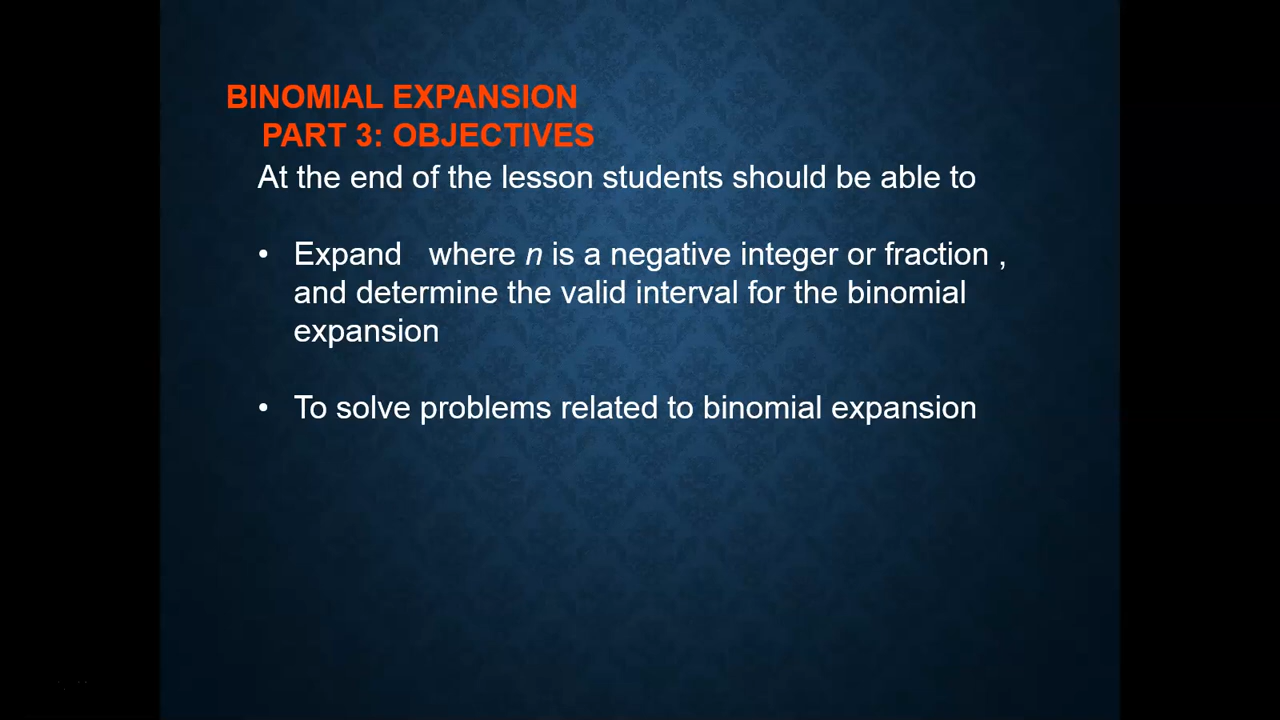 BINOMIAL EXPANSION
PART 3: OBJECTIVES
At the end of the lesson students should be able to
• Expand where n is a negative integer or fraction ,
and determine the valid interval for the binomial
expansion
• To solve problems related to binomial expansion